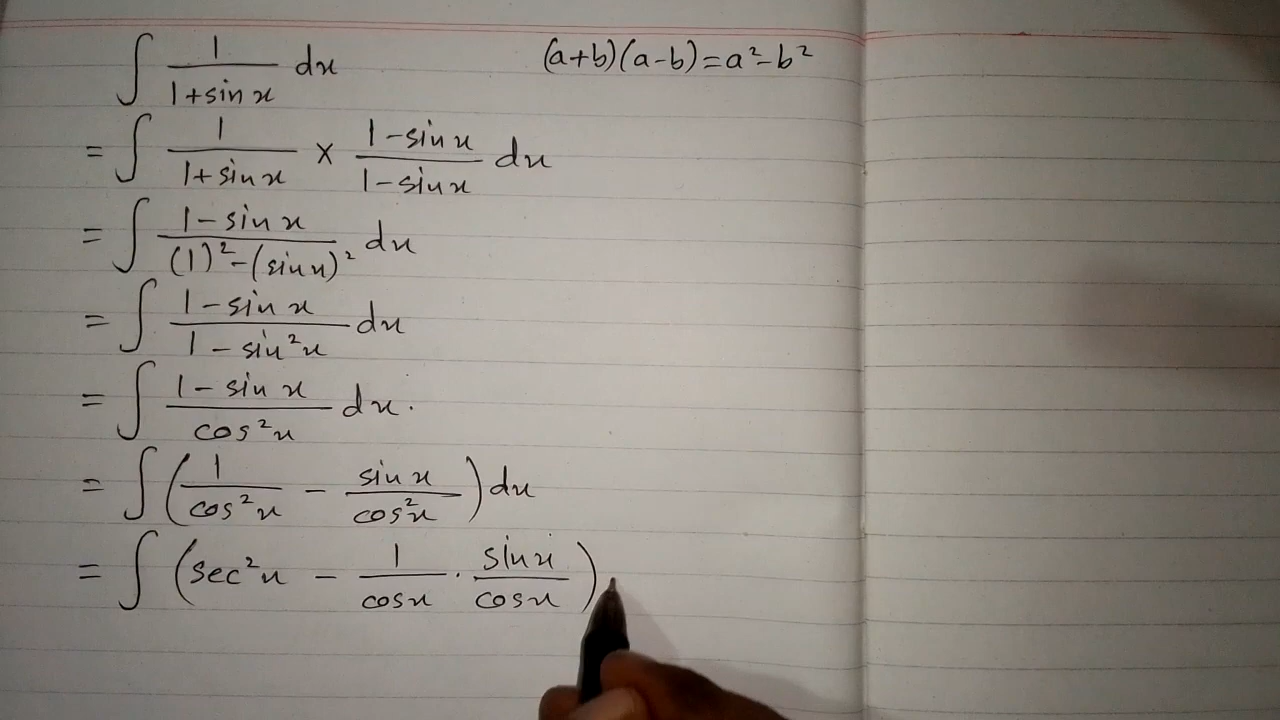 ∫ 1/(1+sin x) dx (a+b)(a-b)=a²-b²
= ∫ 1/(1+sin x) × (1-sin x)/(1-sin x) dx
= ∫ (1-sin x)/((1)²-(sin x)²) dx
= ∫ (1-sin x)/(1-sin²x) dx
= ∫ (1-sin x)/(cos²x) dx.
= ∫ (1/cos²x - sin x/cos²x) dx
= ∫ (sec²x - 1/cos x · sin x/cos x)